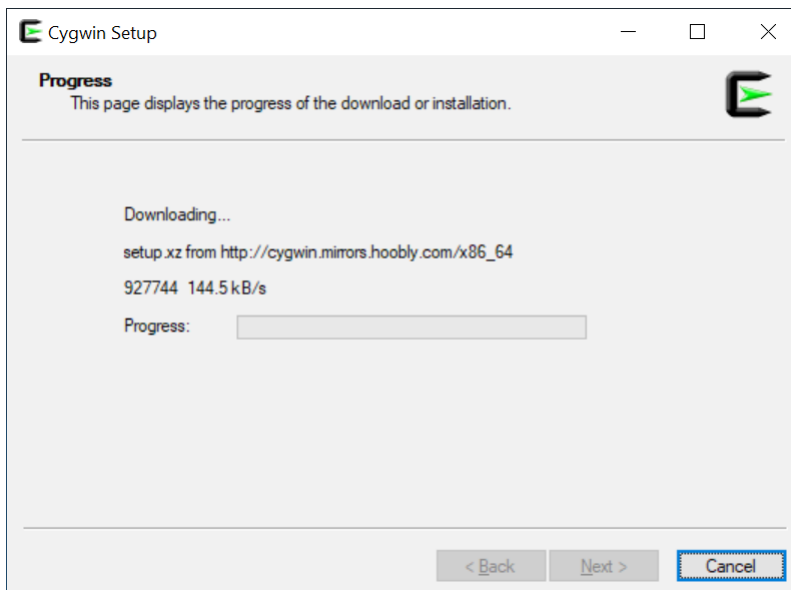 Cygwin Setup
Progress
This page displays the progress of the download or installation.
Downloading...
setup.xz from http://cygwin.mirrors.hoobly.com/x86_64
927744 144.5 kB/s
Progress:
< Back Next > Cancel